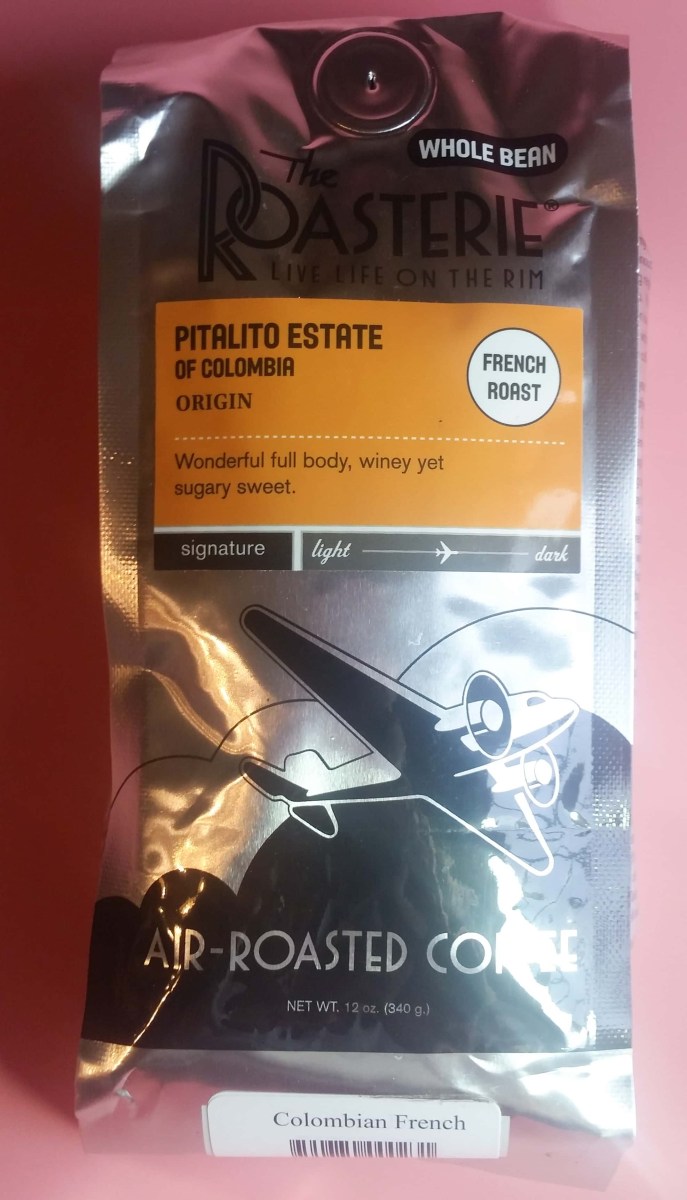 WHOLE BEAN
The
ROASTERIE®
LIVE LIFE ON THE RIM
PITALITO ESTATE
OF COLOMBIA
ORIGIN
FRENCH
ROAST
Wonderful full body, winey yet
sugary sweet.
signature
light dark
AIR-ROASTED COFFEE
NET WT. 12 oz. (340 g.)
Colombian French